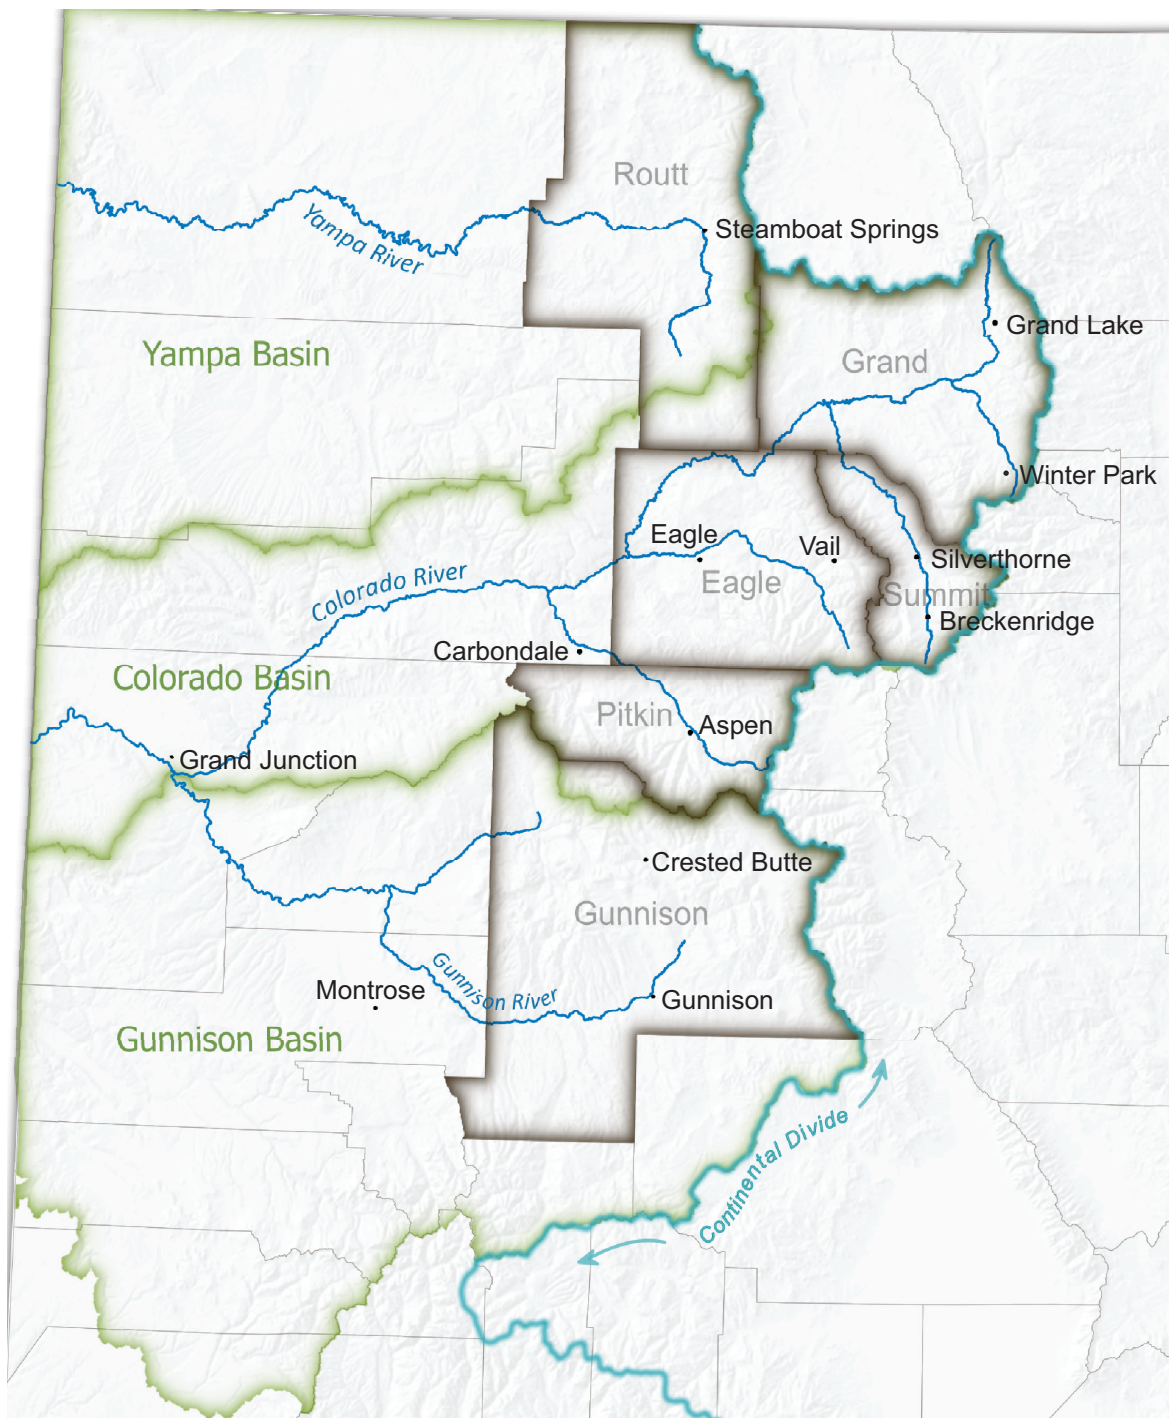 Routt
Steamboat Springs
Yampa River
Grand Lake
Yampa Basin
Grand
Winter Park
Eagle
Vail
Silverthorne
Eagle
Colorado River
Summit
Breckenridge
Carbondale
Colorado Basin
Pitkin
Aspen
Grand Junction
Crested Butte
Gunnison
Gunnison River
Montrose
Gunnison
Gunnison Basin
Continental Divide